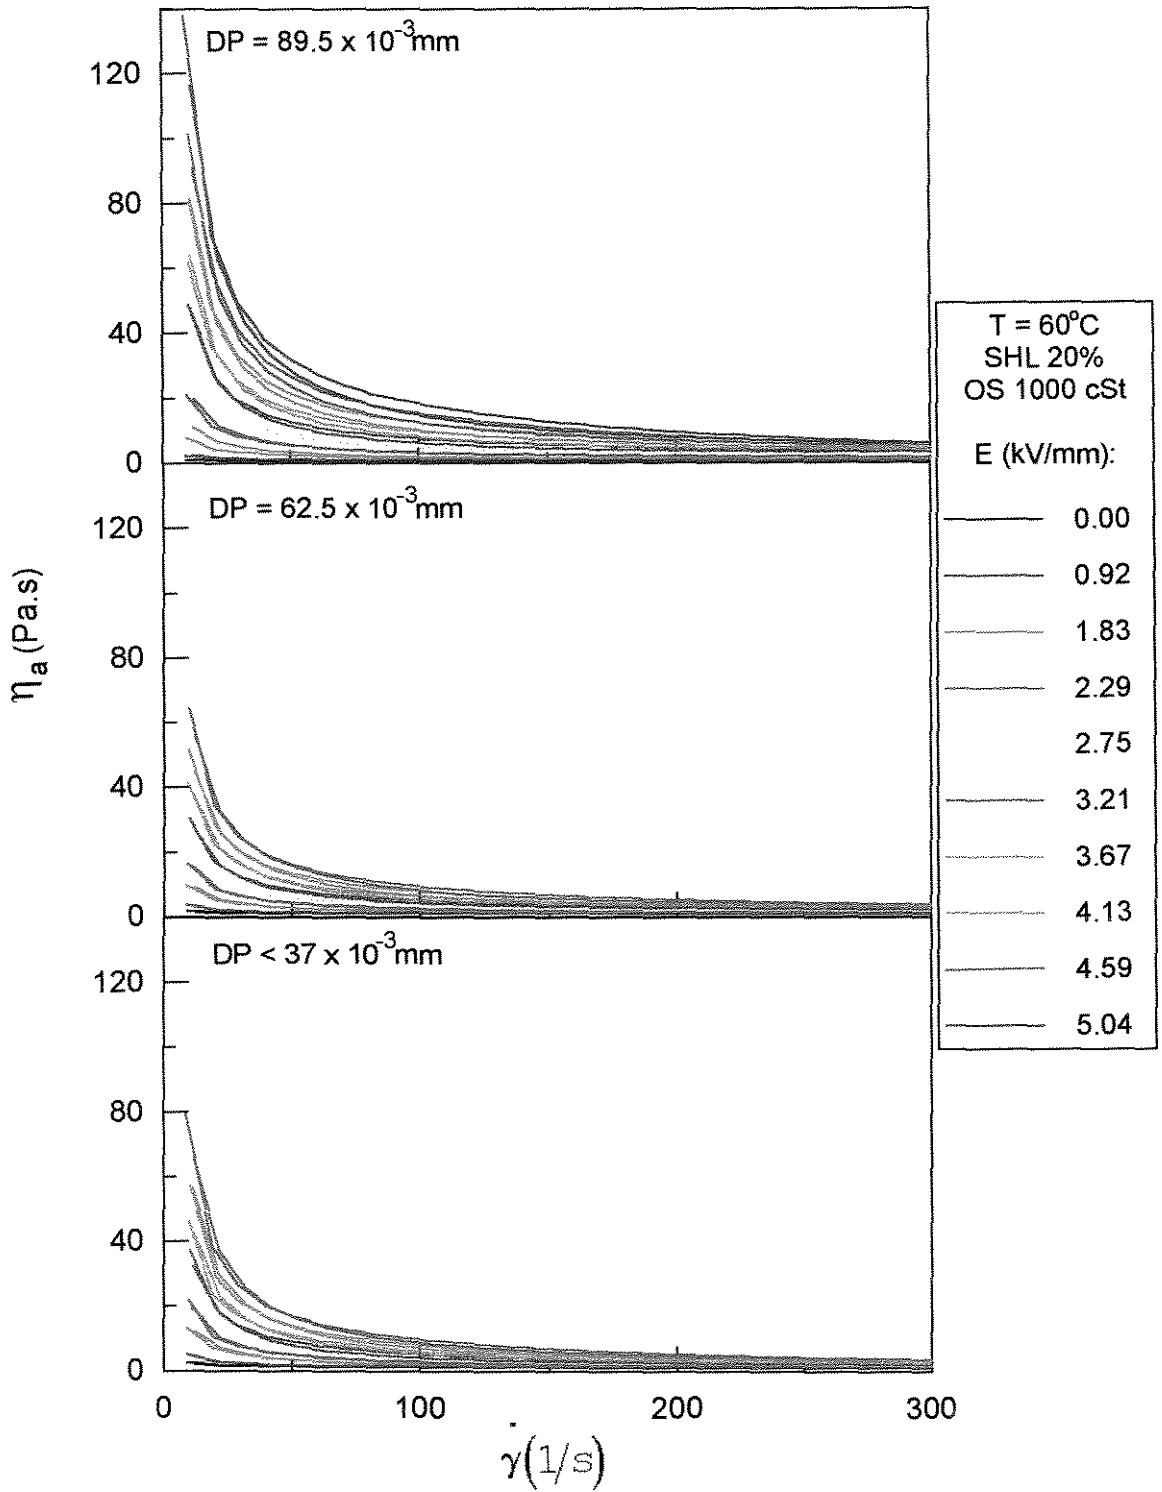 DP = 89.5 x 10⁻³mm
120
80
40
0
DP = 62.5 x 10⁻³mm
120
80
40
0
DP < 37 x 10⁻³mm
120
80
40
0
0 100 200 300
ηₐ (Pa.s)
γ̇(1/s)
T = 60°C
SHL 20%
OS 1000 cSt
E (kV/mm):
0.00
0.92
1.83
2.29
2.75
3.21
3.67
4.13
4.59
5.04